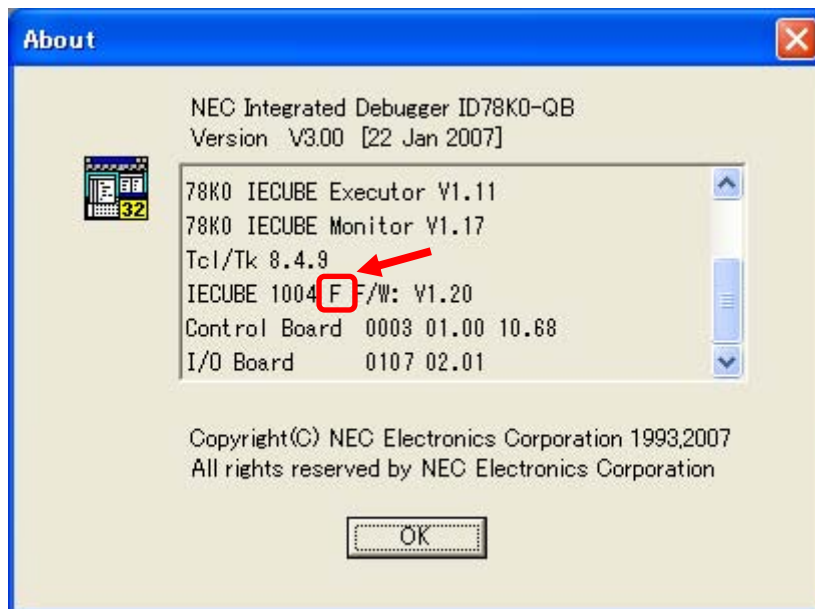 About
NEC Integrated Debugger ID78K0-QB
Version V3.00 [22 Jan 2007]
32
78K0 IECUBE Executor V1.11
78K0 IECUBE Monitor V1.17
Tcl/Tk 8.4.9
IECUBE 1004 F F/W: V1.20
Control Board 0003 01.00 10.68
I/O Board 0107 02.01
Copyright(C) NEC Electronics Corporation 1993,2007
All rights reserved by NEC Electronics Corporation
OK